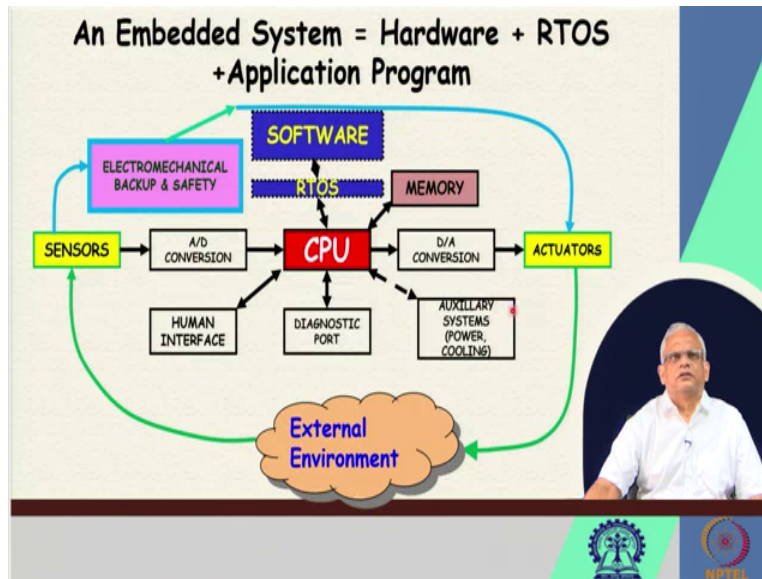 An Embedded System = Hardware + RTOS
+Application Program
SOFTWARE
ELECTROMECHANICAL
BACKUP & SAFETY
RTOS
MEMORY
SENSORS
A/D
CONVERSION
CPU
D/A
CONVERSION
ACTUATORS
HUMAN
INTERFACE
DIAGNOSTIC
PORT
AUXILLARY
SYSTEMS
(POWER,
COOLING)
External
Environment
NPTEL